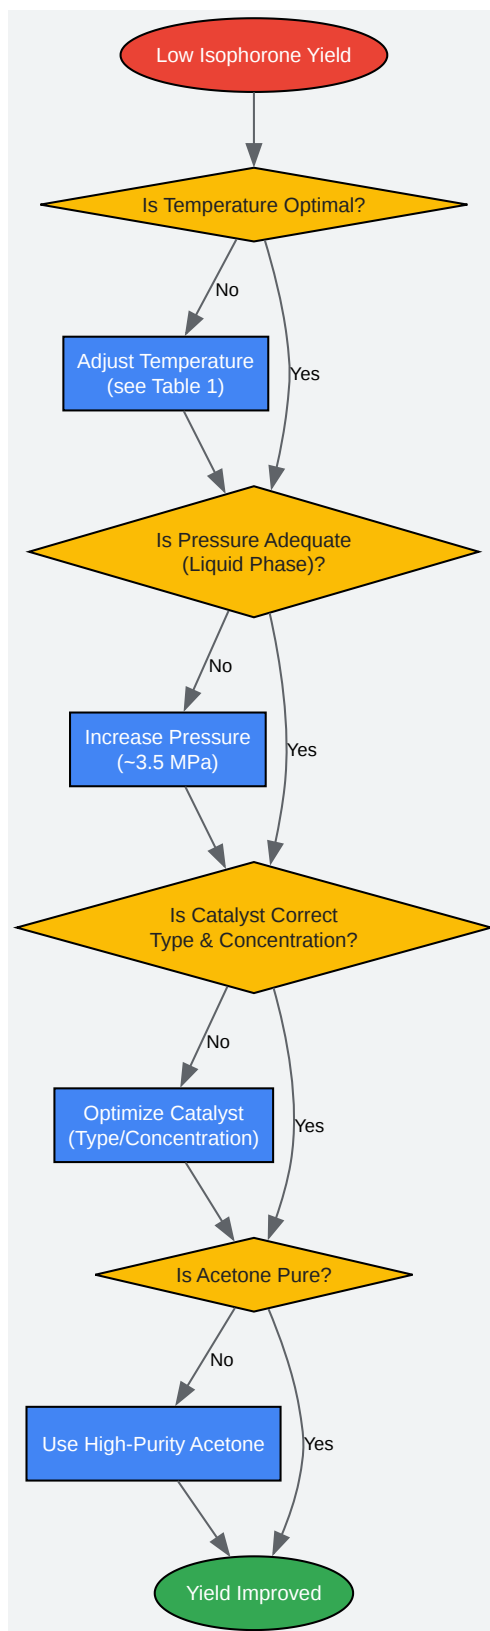 Low Isophorone Yield
Is Temperature Optimal?
No
Adjust Temperature
(see Table 1)
Yes
Is Pressure Adequate
(Liquid Phase)?
No
Increase Pressure
(~3.5 MPa)
Yes
Is Catalyst Correct
Type & Concentration?
No
Optimize Catalyst
(Type/Concentration)
Yes
Is Acetone Pure?
No
Use High-Purity Acetone
Yes
Yield Improved